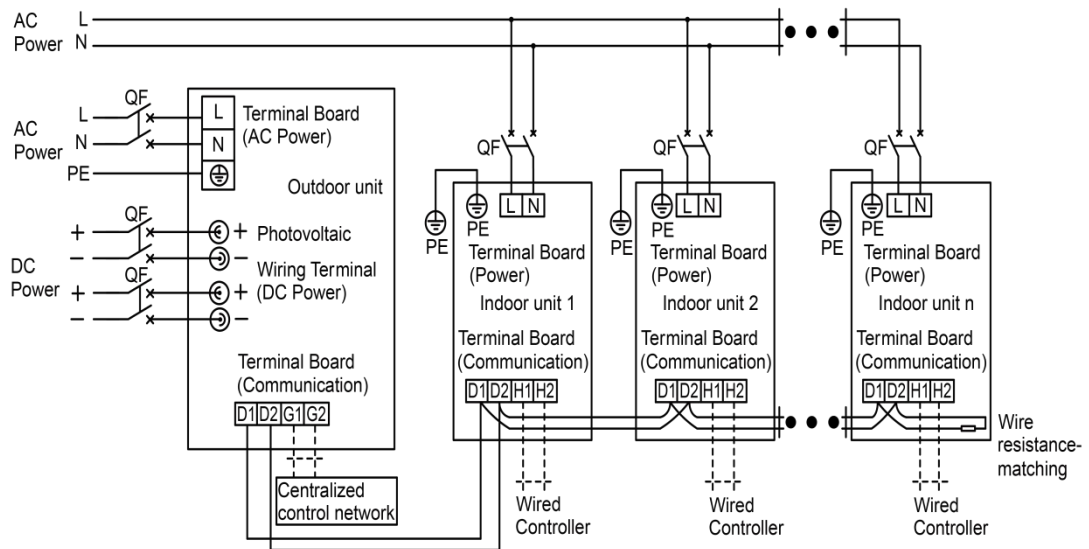 AC
Power
L
N
AC
Power
L
N
PE
QF
L
N
Terminal Board
(AC Power)
Outdoor unit
DC
Power
+
−
+
−
QF
QF
+
−
+
−
Photovoltaic
Wiring Terminal
(DC Power)
Terminal Board
(Communication)
D1 D2 G1 G2
Centralized
control network
QF
PE
PE
L N
Terminal Board
(Power)
Indoor unit 1
Terminal Board
(Communication)
D1 D2 H1 H2
Wired
Controller
QF
PE
PE
L N
Terminal Board
(Power)
Indoor unit 2
Terminal Board
(Communication)
D1 D2 H1 H2
Wired
Controller
QF
PE
PE
L N
Terminal Board
(Power)
Indoor unit n
Terminal Board
(Communication)
D1 D2 H1 H2
Wired
Controller
Wire
resistance-
matching